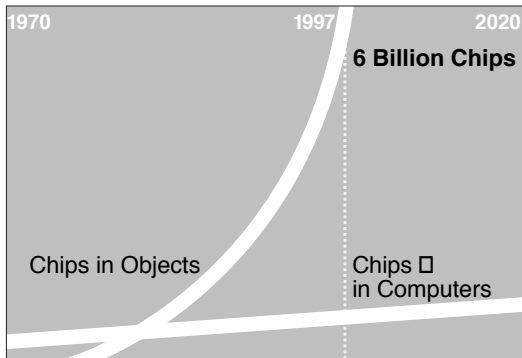 1970 1997 2020
6 Billion Chips
Chips in Objects
Chips □
in Computers